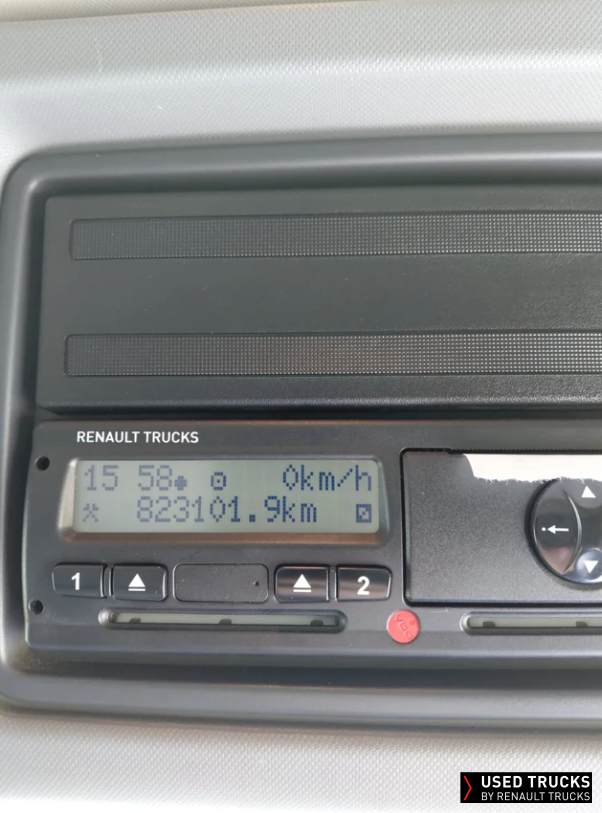 RENAULT TRUCKS
15 58 0km/h
823101.9km
1 2
USED TRUCKS
BY RENAULT TRUCKS